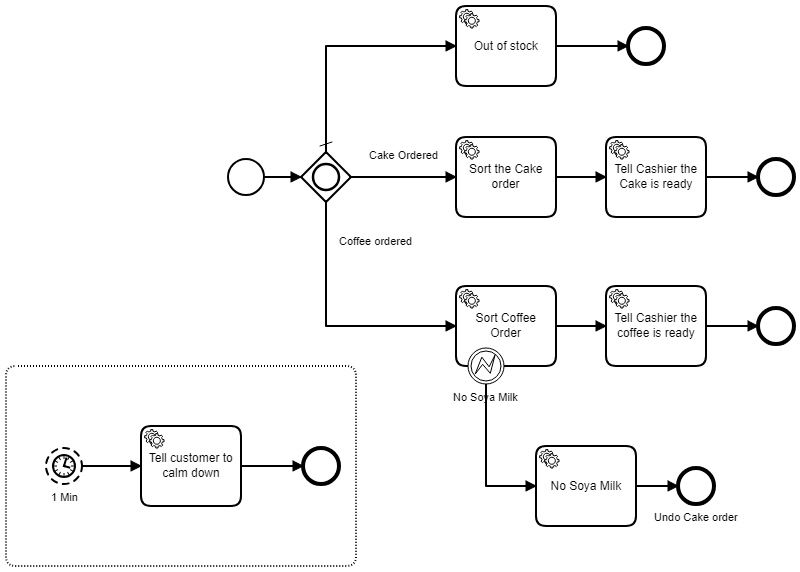 Out of stock
Cake Ordered
Sort the Cake
order
Tell Cashier the
Cake is ready
Coffee ordered
Sort Coffee
Order
Tell Cashier the
coffee is ready
No Soya Milk
Tell customer to
calm down
1 Min
No Soya Milk
Undo Cake order